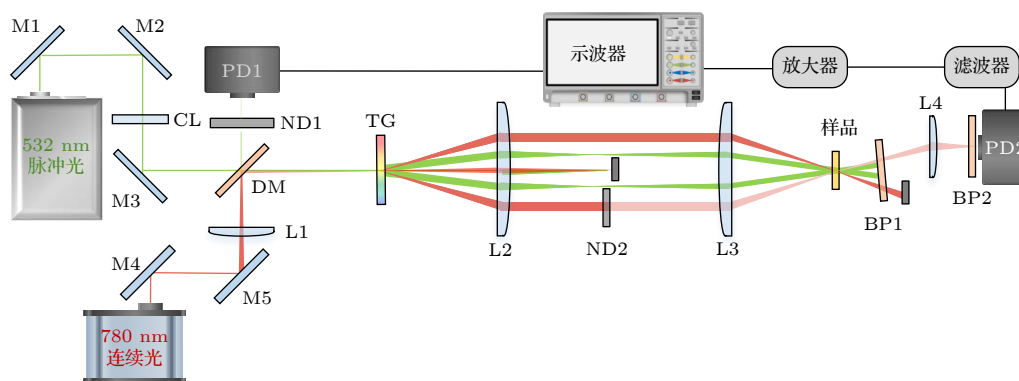 M1
M2
PD1
示波器
放大器
滤波器
CL
ND1
TG
L4
532 nm
脉冲光
样品
PD2
M3
DM
BP2
L1
L2
ND2
L3
BP1
M4
M5
780 nm
连续光